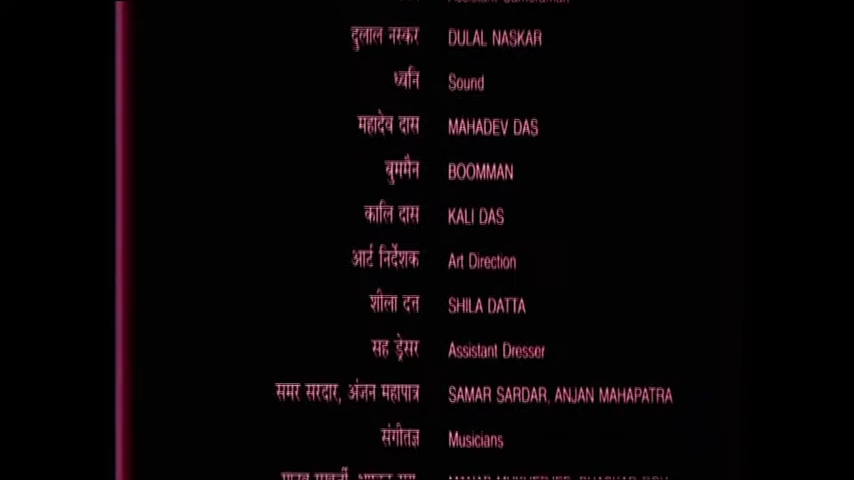 दुलाल नस्कर DULAL NASKAR
ध्वनि Sound
महादेव दास MAHADEV DAS
बुममैन BOOMMAN
कालि दास KALI DAS
आर्ट निर्देशक Art Direction
शीला दत्त SHILA DATTA
सह ड्रेसर Assistant Dresser
समर सरदार, अंजन महापात्र SAMAR SARDAR, ANJAN MAHAPATRA
संगीतज्ञ Musicians